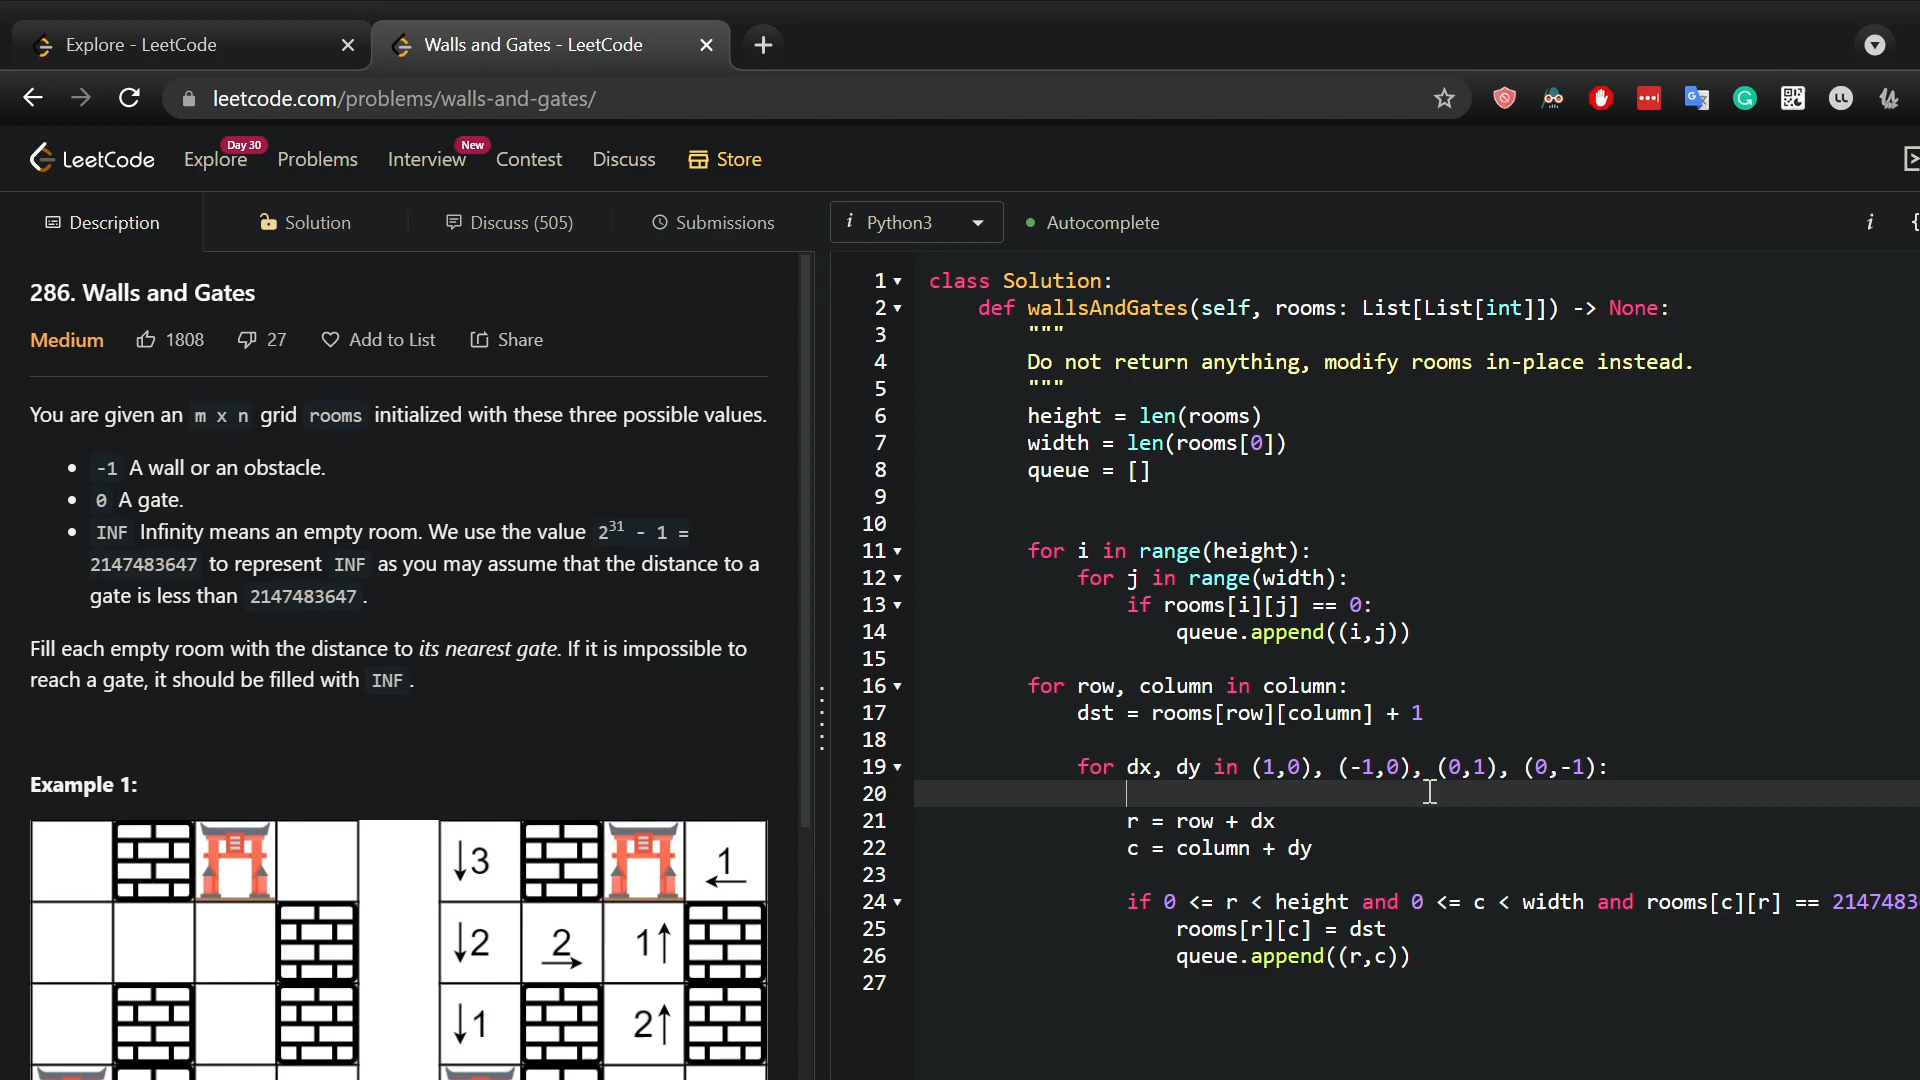 Explore - LeetCode
Walls and Gates - LeetCode
leetcode.com/problems/walls-and-gates/
LeetCode
Explore
Day 30
Problems
Interview
New
Contest
Discuss
Store
Description
Solution
Discuss (505)
Submissions
i Python3
Autocomplete
i {
286. Walls and Gates
Medium 1808 27 Add to List Share
You are given an m x n grid rooms initialized with these three possible values.
-1 A wall or an obstacle.
0 A gate.
INF Infinity means an empty room. We use the value 2^31 - 1 =
2147483647 to represent INF as you may assume that the distance to a
gate is less than 2147483647 .
Fill each empty room with the distance to its nearest gate. If it is impossible to
reach a gate, it should be filled with INF .
Example 1:
↓3 1←
↓2 2→ 1↑
↓1 2↑
1 class Solution:
2 def wallsAndGates(self, rooms: List[List[int]]) -> None:
3 """
4 Do not return anything, modify rooms in-place instead.
5 """
6 height = len(rooms)
7 width = len(rooms[0])
8 queue = []
9
10
11 for i in range(height):
12 for j in range(width):
13 if rooms[i][j] == 0:
14 queue.append((i,j))
15
16 for row, column in column:
17 dst = rooms[row][column] + 1
18
19 for dx, dy in (1,0), (-1,0), (0,1), (0,-1):
20
21 r = row + dx
22 c = column + dy
23
24 if 0 <= r < height and 0 <= c < width and rooms[c][r] == 2147483
25 rooms[r][c] = dst
26 queue.append((r,c))
27